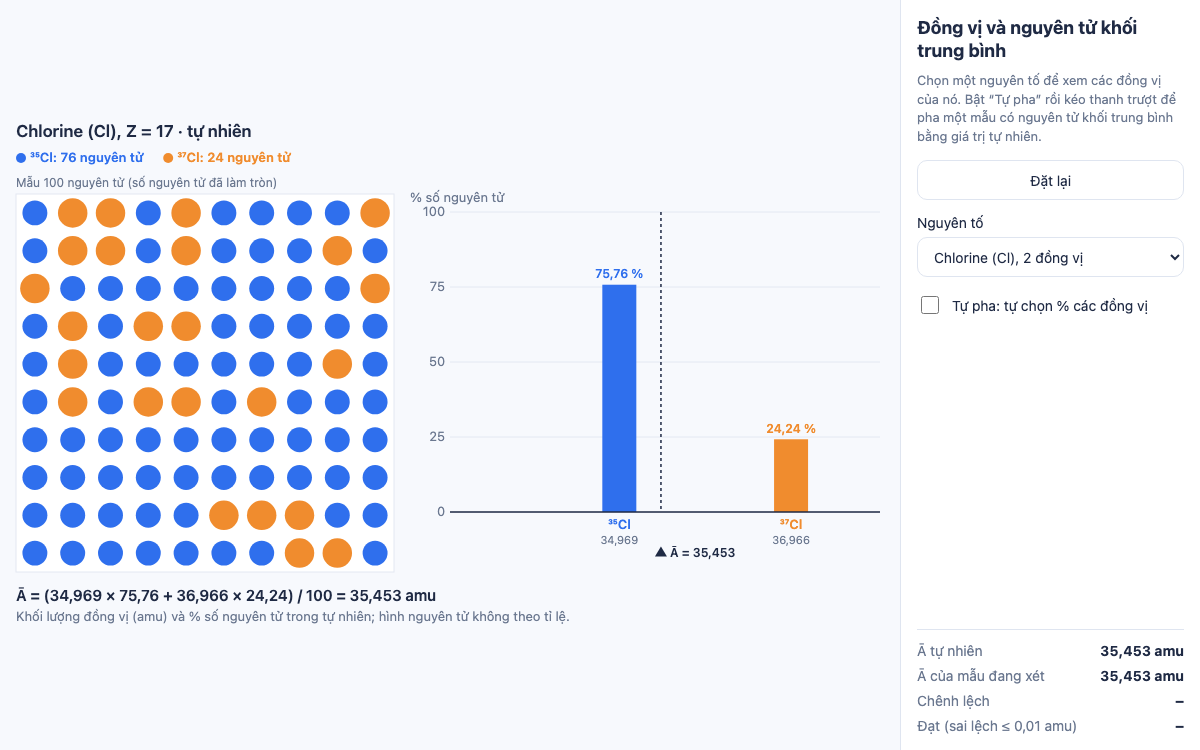 Chlorine (Cl), Z = 17 · tự nhiên
³⁵Cl: 76 nguyên tử ³⁷Cl: 24 nguyên tử
Mẫu 100 nguyên tử (số nguyên tử đã làm tròn)
% số nguyên tử
100
75
50
25
0
75,76 %
24,24 %
³⁵Cl
34,969
³⁷Cl
36,966
▲ Ā = 35,453
Ā = (34,969 × 75,76 + 36,966 × 24,24) / 100 = 35,453 amu
Khối lượng đồng vị (amu) và % số nguyên tử trong tự nhiên; hình nguyên tử không theo tỉ lệ.
Đồng vị và nguyên tử khối
trung bình
Chọn một nguyên tố để xem các đồng vị
của nó. Bật “Tự pha” rồi kéo thanh trượt để
pha một mẫu có nguyên tử khối trung bình
bằng giá trị tự nhiên.
Đặt lại
Nguyên tố
Chlorine (Cl), 2 đồng vị
Tự pha: tự chọn % các đồng vị
Ā tự nhiên 35,453 amu
Ā của mẫu đang xét 35,453 amu
Chênh lệch –
Đạt (sai lệch ≤ 0,01 amu) –